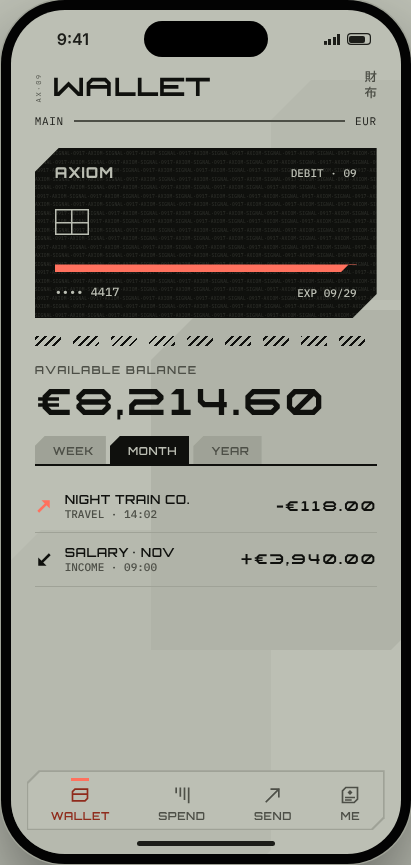 9:41
AX-09
WALLET
財布
MAIN
EUR
AXIOM
DEBIT · 09
•••• 4417
EXP 09/29
AVAILABLE BALANCE
€8,214.60
WEEK
MONTH
YEAR
NIGHT TRAIN CO.
-€118.00
TRAVEL · 14:02
SALARY · NOV
+€3,940.00
INCOME · 09:00
WALLET
SPEND
SEND
ME